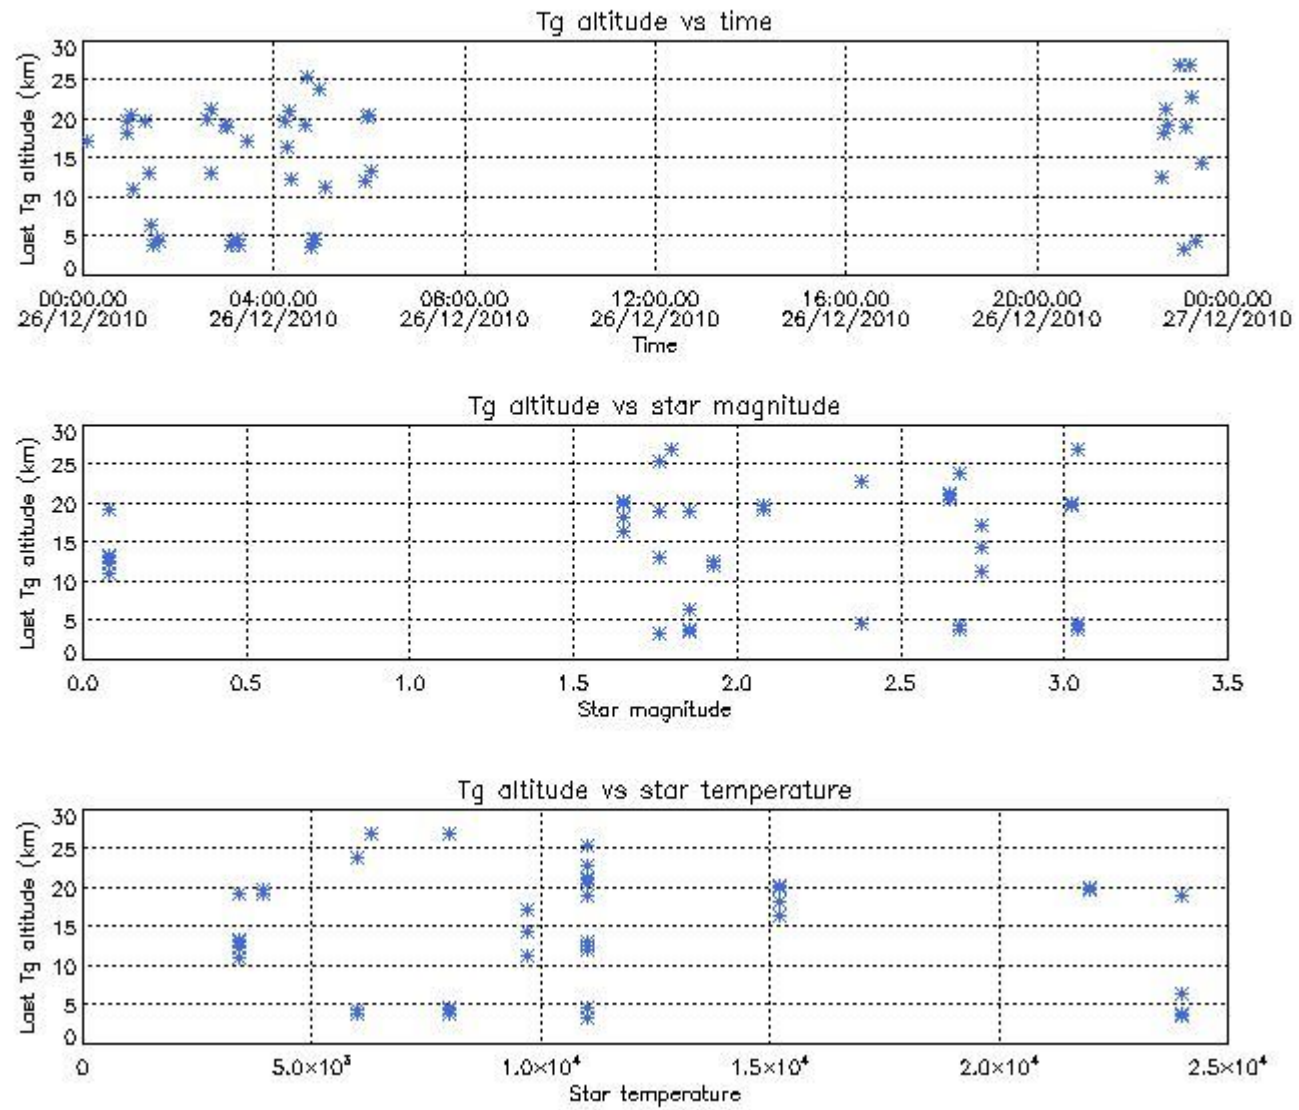 Tg altitude vs time
Last Tg altitude (km)
30
25
20
15
10
5
0
00:00.00 04:00.00 08:00.00 12:00.00 16:00.00 20:00.00 00:00.00
26/12/2010 26/12/2010 26/12/2010 26/12/2010 26/12/2010 26/12/2010 27/12/2010
Time
Tg altitude vs star magnitude
Last Tg altitude (km)
30
25
20
15
10
5
0
0.0 0.5 1.0 1.5 2.0 2.5 3.0 3.5
Star magnitude
Tg altitude vs star temperature
Last Tg altitude (km)
30
25
20
15
10
5
0
0 5.0×10³ 1.0×10⁴ 1.5×10⁴ 2.0×10⁴ 2.5×10⁴
Star temperature